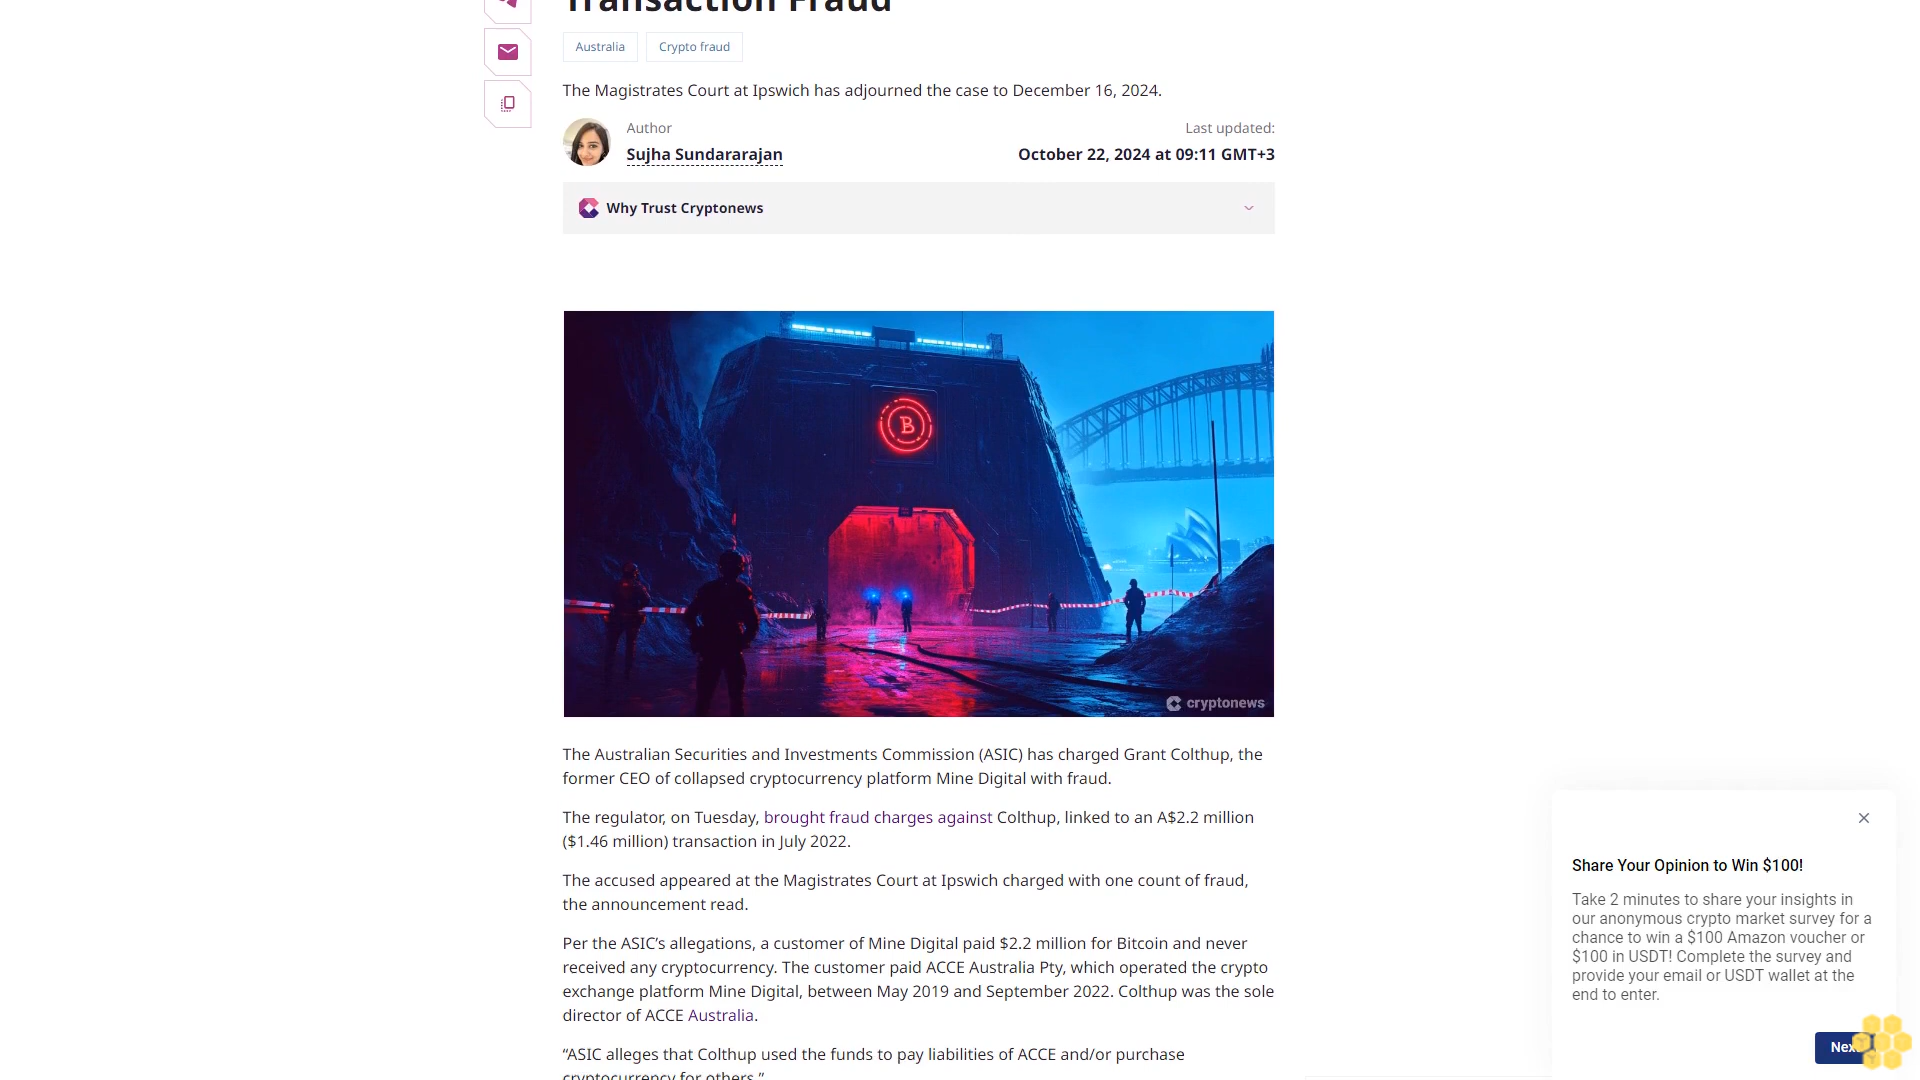 Transaction Fraud
Australia
Crypto fraud
The Magistrates Court at Ipswich has adjourned the case to December 16, 2024.
Author
Sujha Sundararajan
Last updated:
October 22, 2024 at 09:11 GMT+3
Why Trust Cryptonews
cryptonews
The Australian Securities and Investments Commission (ASIC) has charged Grant Colthup, the
former CEO of collapsed cryptocurrency platform Mine Digital with fraud.
The regulator, on Tuesday, brought fraud charges against Colthup, linked to an A$2.2 million
($1.46 million) transaction in July 2022.
The accused appeared at the Magistrates Court at Ipswich charged with one count of fraud,
the announcement read.
Per the ASIC’s allegations, a customer of Mine Digital paid $2.2 million for Bitcoin and never
received any cryptocurrency. The customer paid ACCE Australia Pty, which operated the crypto
exchange platform Mine Digital, between May 2019 and September 2022. Colthup was the sole
director of ACCE Australia.
“ASIC alleges that Colthup used the funds to pay liabilities of ACCE and/or purchase
cryptocurrency for others.”
Share Your Opinion to Win $100!
Take 2 minutes to share your insights in
our anonymous crypto market survey for a
chance to win a $100 Amazon voucher or
$100 in USDT! Complete the survey and
provide your email or USDT wallet at the
end to enter.